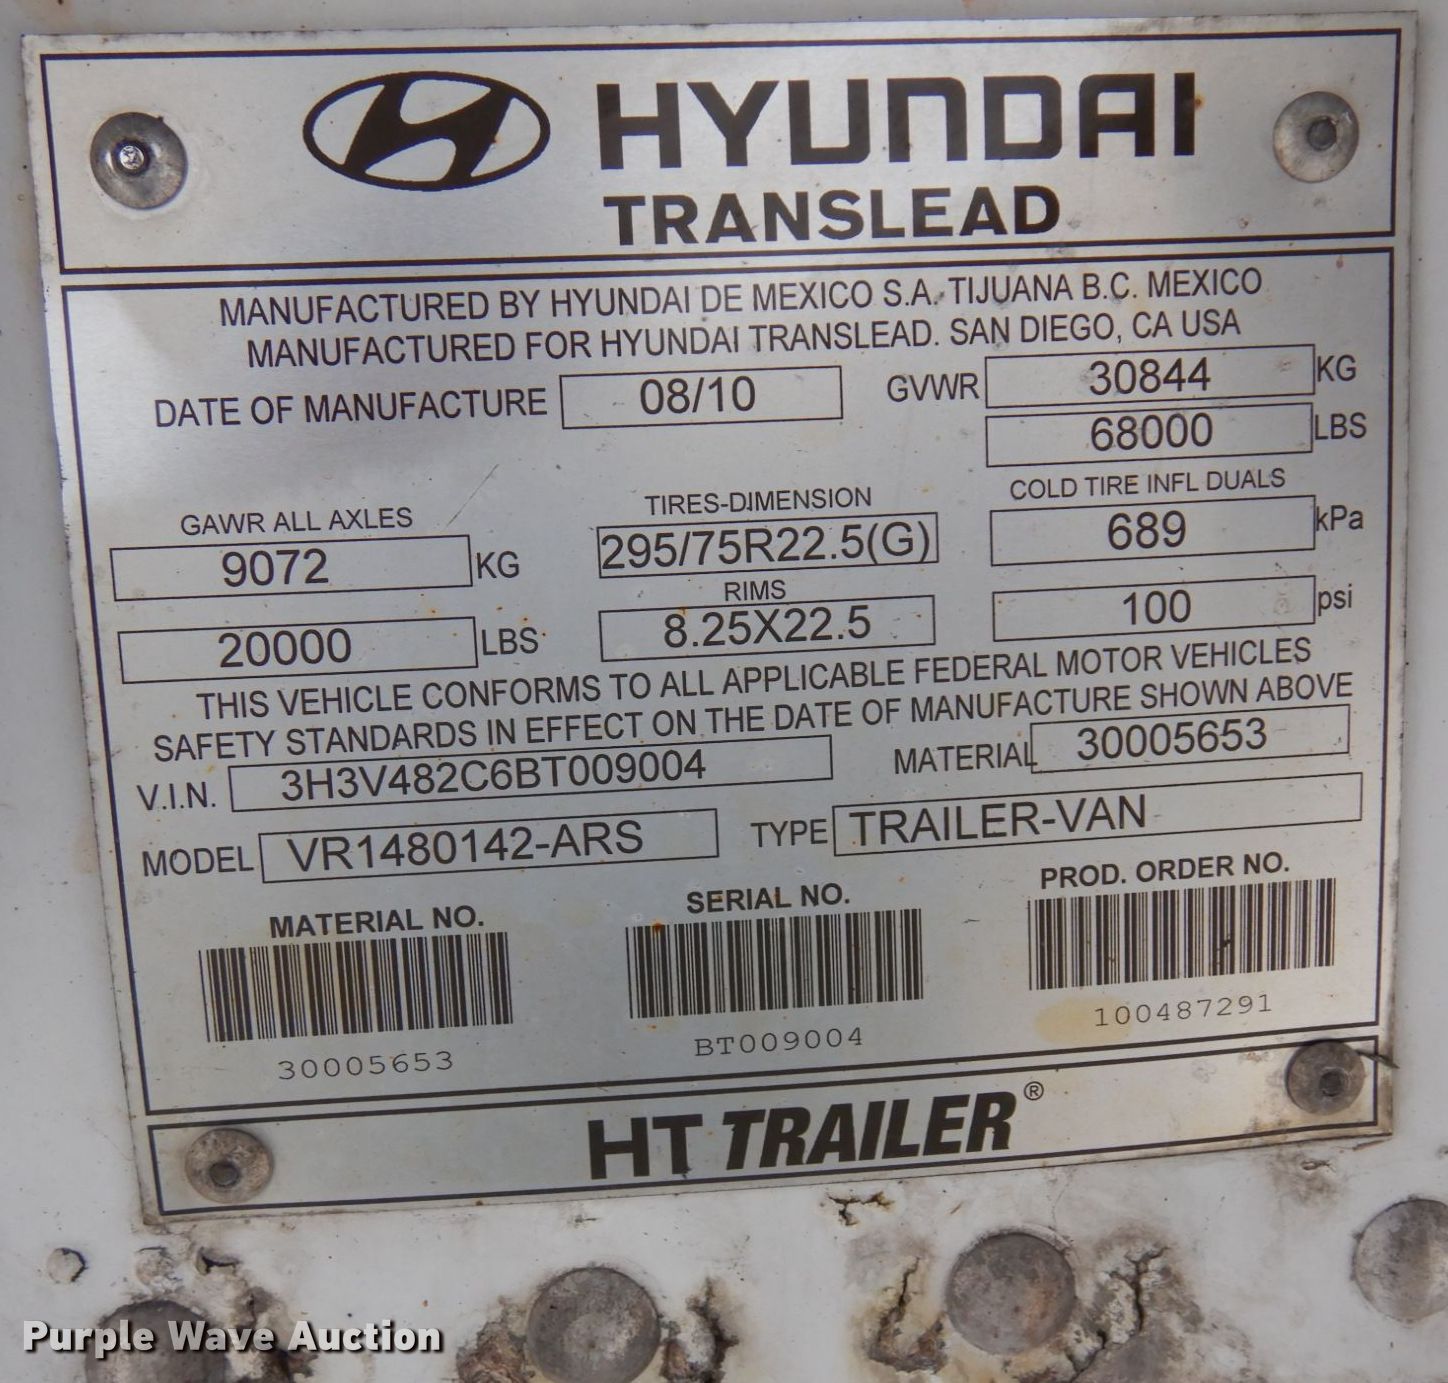 HYUNDAI
TRANSLEAD
MANUFACTURED BY HYUNDAI DE MEXICO S.A. TIJUANA B.C. MEXICO
MANUFACTURED FOR HYUNDAI TRANSLEAD. SAN DIEGO, CA USA
DATE OF MANUFACTURE 08/10 GVWR 30844 KG
68000 LBS
GAWR ALL AXLES TIRES-DIMENSION COLD TIRE INFL DUALS
9072 KG 295/75R22.5(G) 689 kPa
RIMS
20000 LBS 8.25X22.5 100 psi
THIS VEHICLE CONFORMS TO ALL APPLICABLE FEDERAL MOTOR VEHICLES
SAFETY STANDARDS IN EFFECT ON THE DATE OF MANUFACTURE SHOWN ABOVE
V.I.N. 3H3V482C6BT009004 MATERIAL 30005653
MODEL VR1480142-ARS TYPE TRAILER-VAN
MATERIAL NO. SERIAL NO. PROD. ORDER NO.
30005653 BT009004 100487291
HT TRAILER®
Purple Wave Auction